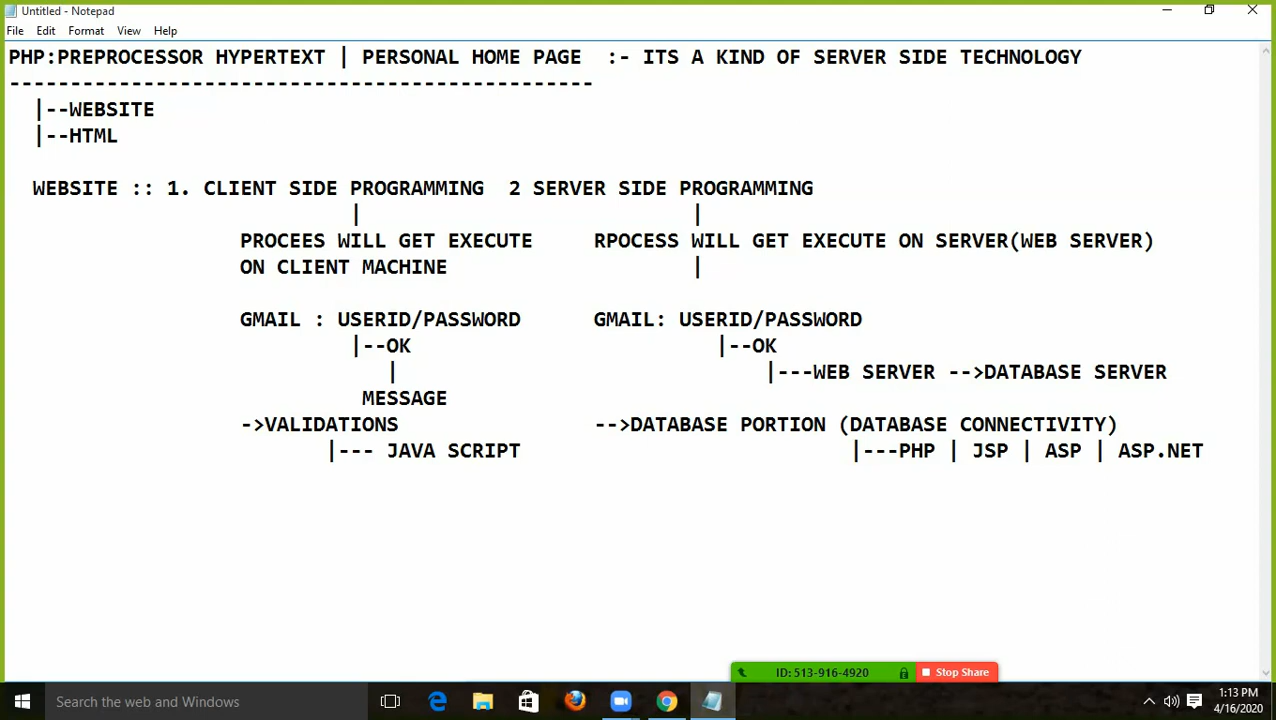 Untitled - Notepad
File Edit Format View Help
PHP:PREPROCESSOR HYPERTEXT | PERSONAL HOME PAGE :- ITS A KIND OF SERVER SIDE TECHNOLOGY
------------------------------------------------
|--WEBSITE
|--HTML
WEBSITE :: 1. CLIENT SIDE PROGRAMMING 2 SERVER SIDE PROGRAMMING
| |
PROCEES WILL GET EXECUTE RPOCESS WILL GET EXECUTE ON SERVER(WEB SERVER)
ON CLIENT MACHINE |
GMAIL : USERID/PASSWORD GMAIL: USERID/PASSWORD
|--OK |--OK
| |---WEB SERVER -->DATABASE SERVER
MESSAGE
->VALIDATIONS -->DATABASE PORTION (DATABASE CONNECTIVITY)
|--- JAVA SCRIPT |---PHP | JSP | ASP | ASP.NET
ID: 513-916-4920 Stop Share
Search the web and Windows
1:13 PM
4/16/2020